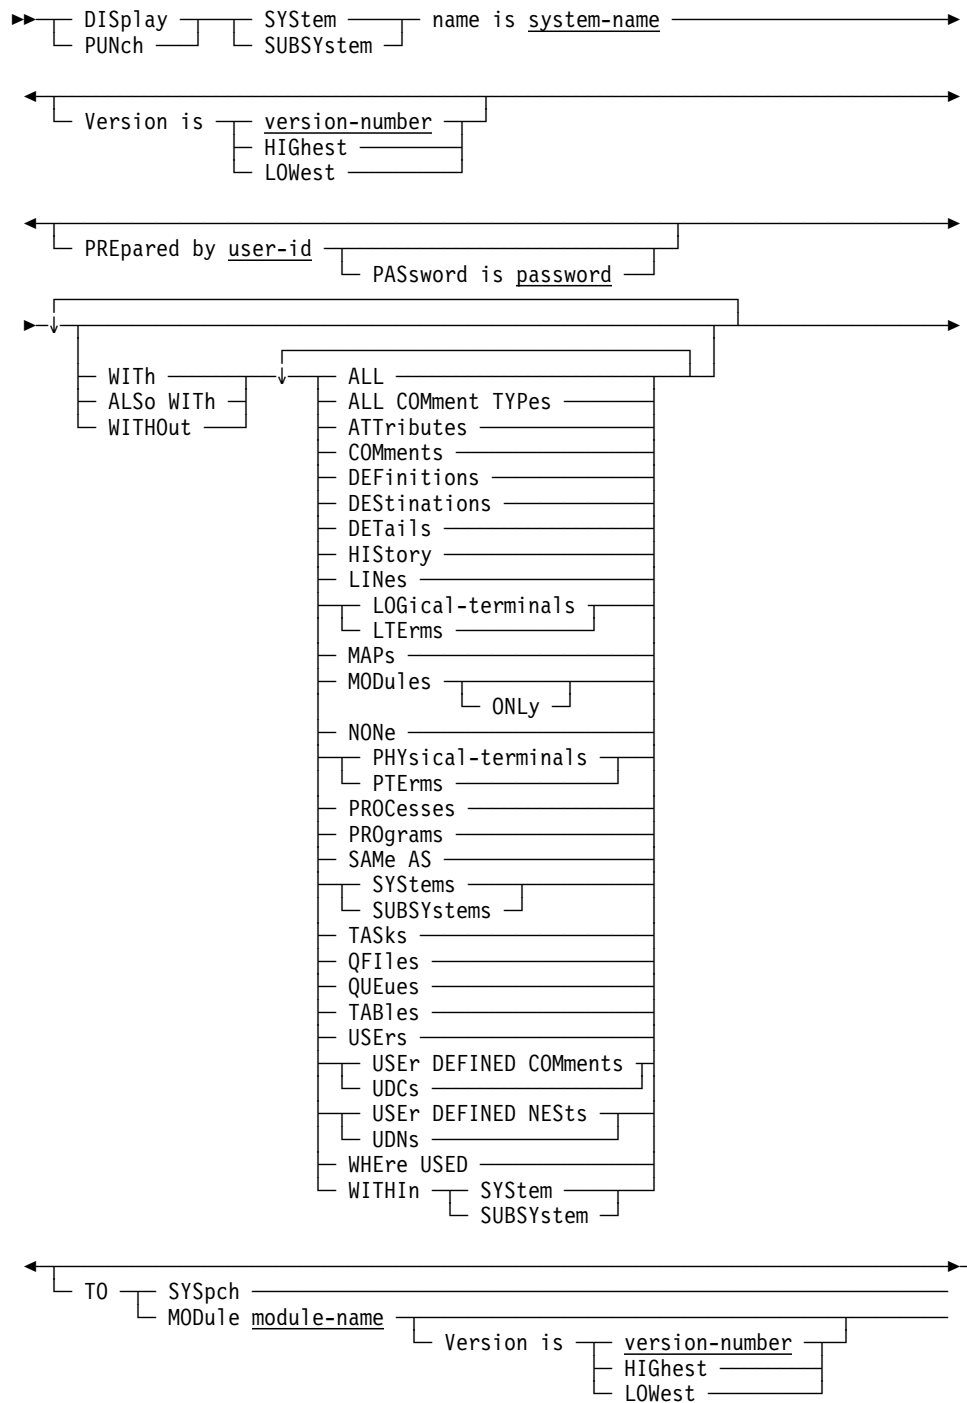 DISplay SYStem name is system-name
PUNch SUBSYstem
Version is version-number
HIGhest
LOWest
PREpared by user-id
PASsword is password
WITh ALL
ALSo WITh ALL COMment TYPes
WITHOut ATTributes
COMments
DEFinitions
DEStinations
DETails
HIStory
LINes
LOGical-terminals
LTErms
MAPs
MODules
ONLy
NONe
PHYsical-terminals
PTErms
PROCesses
PROgrams
SAMe AS
SYStems
SUBSYstems
TASks
QFIles
QUEues
TABles
USErs
USEr DEFINED COMments
UDCs
USEr DEFINED NESts
UDNs
WHEre USED
WITHIn SYStem
SUBSYstem
TO SYSpch
MODule module-name
Version is version-number
HIGhest
LOWest